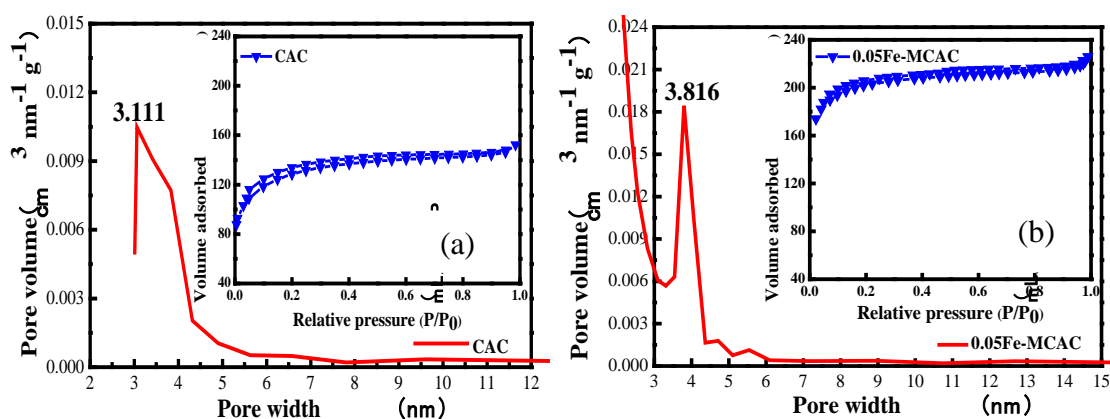 0.015
0.012
0.009
0.006
0.003
0.000
2 3 4 5 6 7 8 9 10 11 12
Pore volume(cm3 nm-1 g-1)
Pore width (nm)
3.111
CAC
240
200
160
120
80
40
0.0 0.2 0.4 0.6 0.8 1.0
Volume adsorbed
Relative pressure (P/P0)
CAC
(a)
0.024
0.021
0.018
0.015
0.012
0.009
0.006
0.003
0.000
3 4 5 6 7 8 9 10 11 12 13 14 15
Pore volume(cm3 nm-1 g-1)
Pore width (nm)
3.816
0.05Fe-MCAC
240
200
160
120
80
40
0.0 0.2 0.4 0.6 0.8 1.0
Volume adsorbed
Relative pressure (P/P0)
0.05Fe-MCAC
(b)